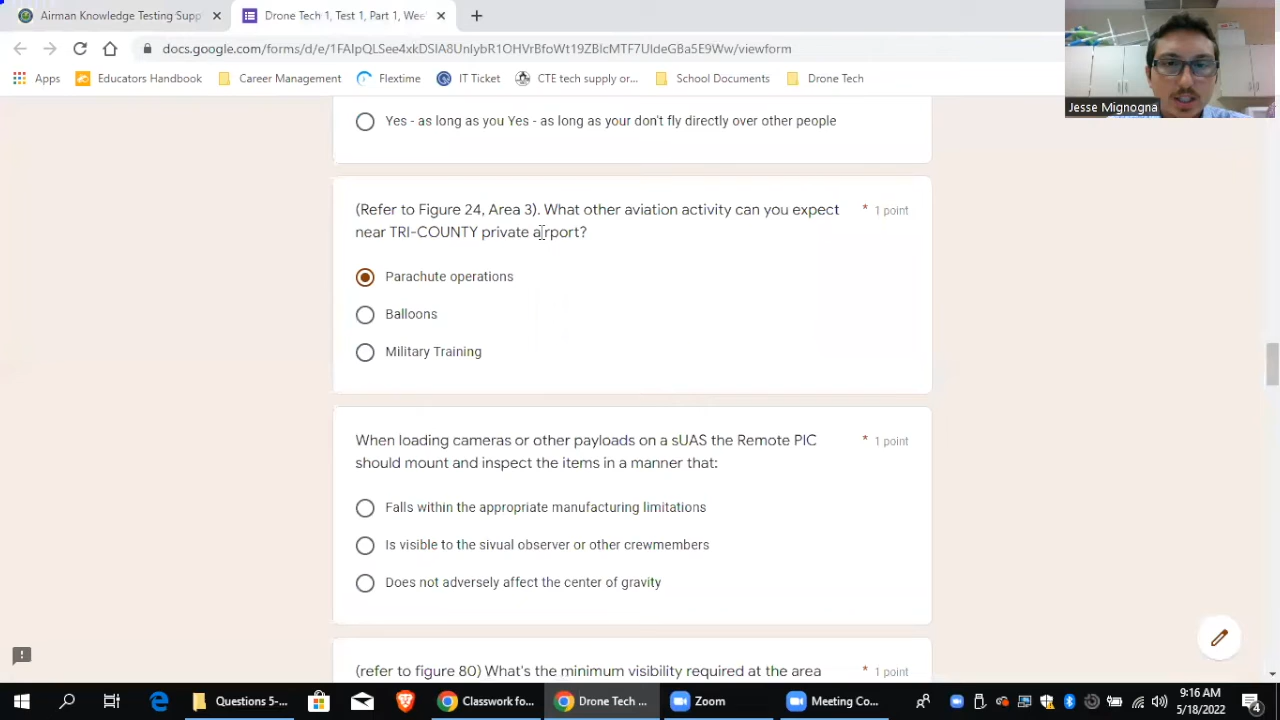 Airman Knowledge Testing Supp
Drone Tech 1, Test 1, Part 1, Wee
docs.google.com/forms/d/e/1FAIpQLSee4xkDSIA8UnlybR1OHVrBfoWt19ZBIcMTF7UIdeGBa5E9Ww/viewform
Apps
Educators Handbook
Career Management
Flextime
IT Ticket
CTE tech supply or...
School Documents
Drone Tech
Jesse Mignogna
Yes - as long as you Yes - as long as your don't fly directly over other people
(Refer to Figure 24, Area 3). What other aviation activity can you expect * 1 point
near TRI-COUNTY private airport?
Parachute operations
Balloons
Military Training
When loading cameras or other payloads on a sUAS the Remote PIC * 1 point
should mount and inspect the items in a manner that:
Falls within the appropriate manufacturing limitations
Is visible to the sivual observer or other crewmembers
Does not adversely affect the center of gravity
(refer to figure 80) What's the minimum visibility required at the area * 1 point
Questions 5-...
Classwork fo...
Drone Tech ...
Zoom
Meeting Co...
9:16 AM
5/18/2022
4